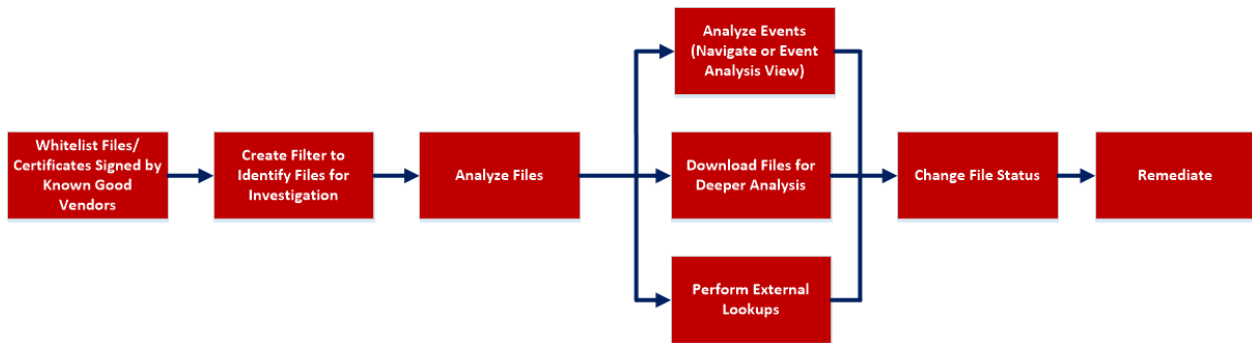 Whitelist Files/
Certificates Signed by
Known Good
Vendors
Create Filter to
Identify Files for
Investigation
Analyze Files
Analyze Events
(Navigate or Event
Analysis View)
Download Files for
Deeper Analysis
Perform External
Lookups
Change File Status
Remediate